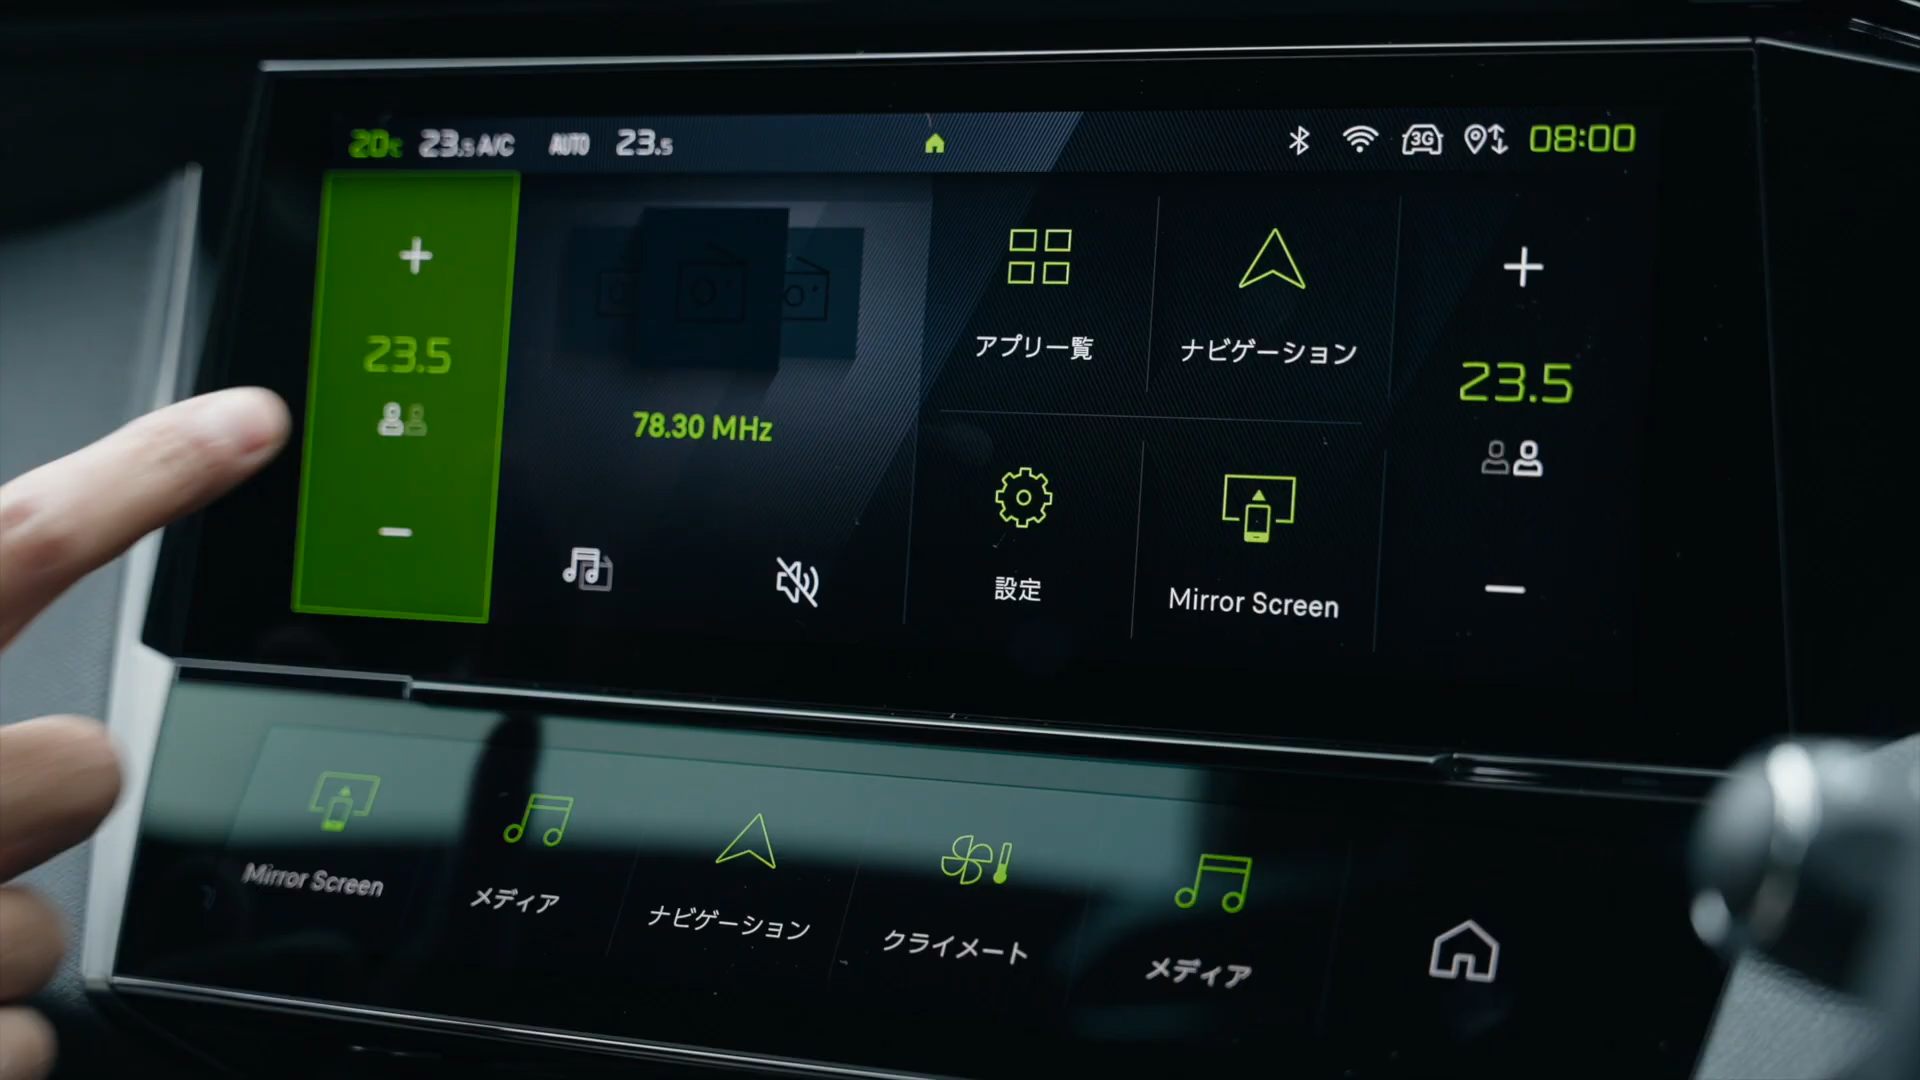 20℃ 23.5 A/C AUTO 23.5
3G 08:00
23.5
78.30 MHz
アプリ一覧
ナビゲーション
設定
Mirror Screen
23.5
Mirror Screen
メディア
ナビゲーション
クライメート
メディア